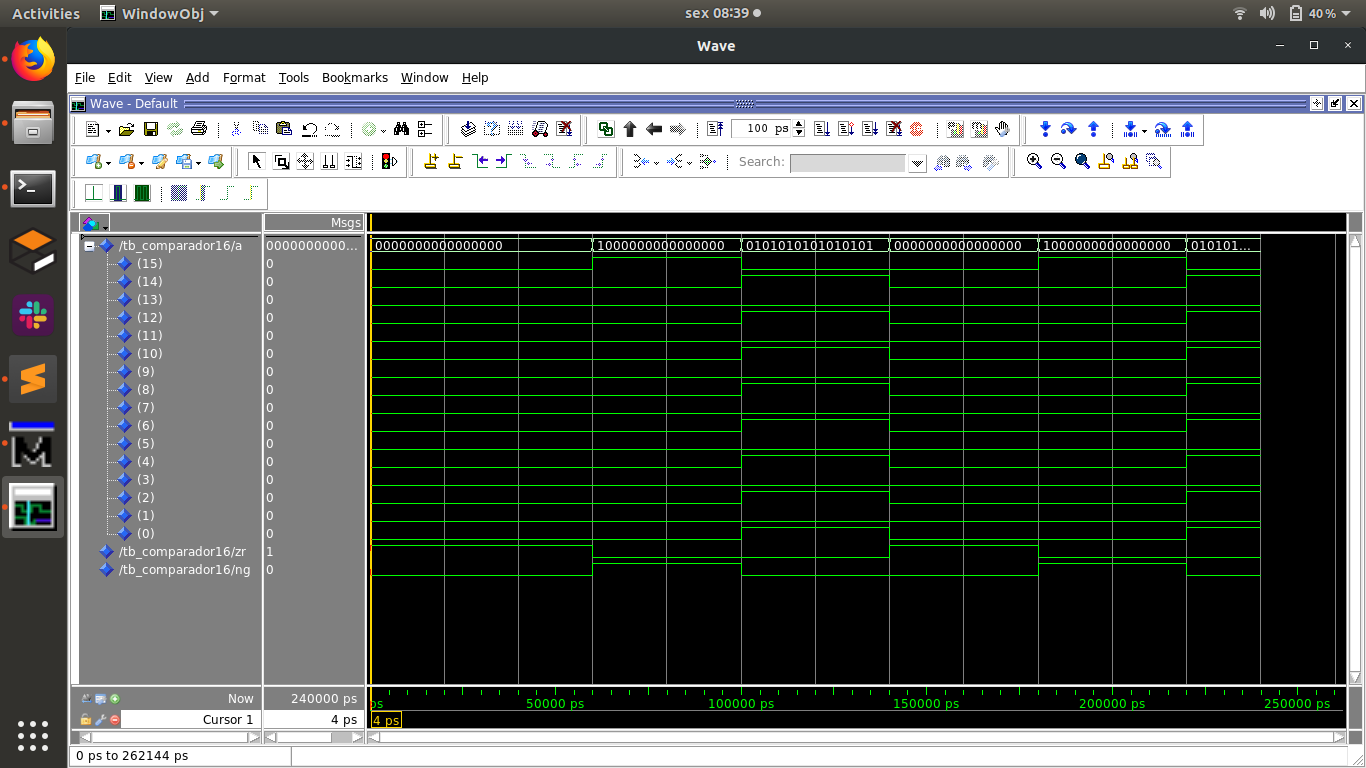 Activities WindowObj sex 08:39 40 %
Wave
File Edit View Add Format Tools Bookmarks Window Help
Wave - Default
100 ps
Search:
Msgs
/tb_comparador16/a 0000000000... 0000000000000000 1000000000000000 0101010101010101 0000000000000000 1000000000000000 010101...
(15) 0
(14) 0
(13) 0
(12) 0
(11) 0
(10) 0
(9) 0
(8) 0
(7) 0
(6) 0
(5) 0
(4) 0
(3) 0
(2) 0
(1) 0
(0) 0
/tb_comparador16/zr 1
/tb_comparador16/ng 0
Now 240000 ps ps 50000 ps 100000 ps 150000 ps 200000 ps 250000 ps
Cursor 1 4 ps 4 ps
0 ps to 262144 ps